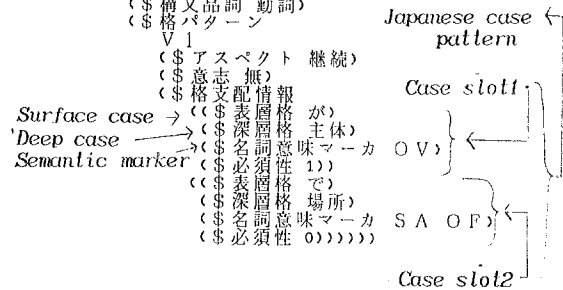 ($構文品詞 動詞)
($格パターン
V 1
($アスペクト 継続)
($意志 無)
($格支配情報
(($表層格 が)
($深層格 主体)
($名詞意味マーカ OV)
($必須性 1))
(($表層格 で)
($深層格 場所)
($名詞意味マーカ SA OF)
($必須性 0))))))
Japanese case
pattern
Case slot1
Surface case
Deep case
Semantic marker
Case slot2